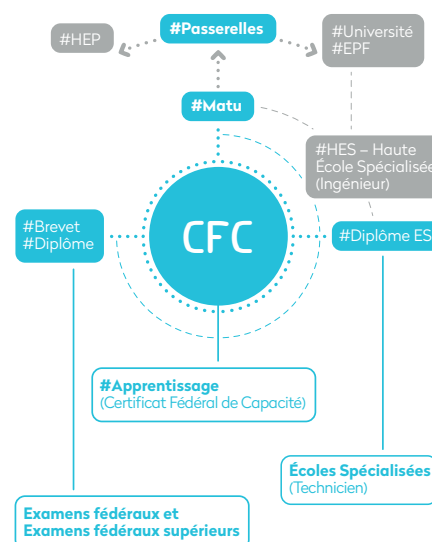 #Passerelles
#HEP
#Université
#EPF
#Matu
#HES – Haute
École Spécialisée
(Ingénieur)
#Brevet
#Diplôme
CFC
#Diplôme ES
#Apprentissage
(Certificat Fédéral de Capacité)
Écoles Spécialisées
(Technicien)
Examens fédéraux et
Examens fédéraux supérieurs